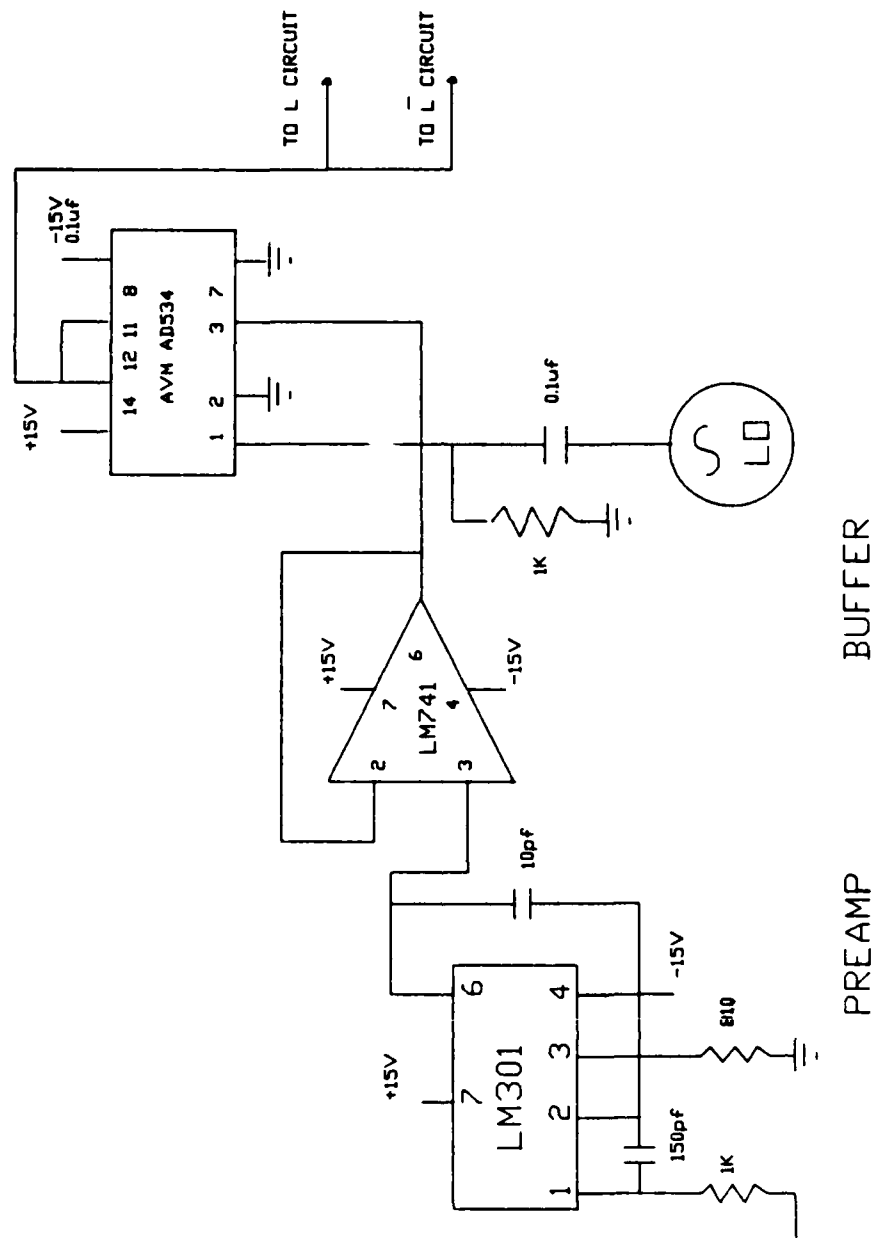 TO L CIRCUIT
TO L̅ CIRCUIT
-15V
0.1uf
+15V
14 12 11 8
AVM AD534
1 2 3 7
0.1uf
LO
1K
+15V
7
2
6
LM741
3
4
-15V
10pf
+15V
7
6
LM301
1 2 3 4
-15V
810
150pf
1K
PREAMP
BUFFER